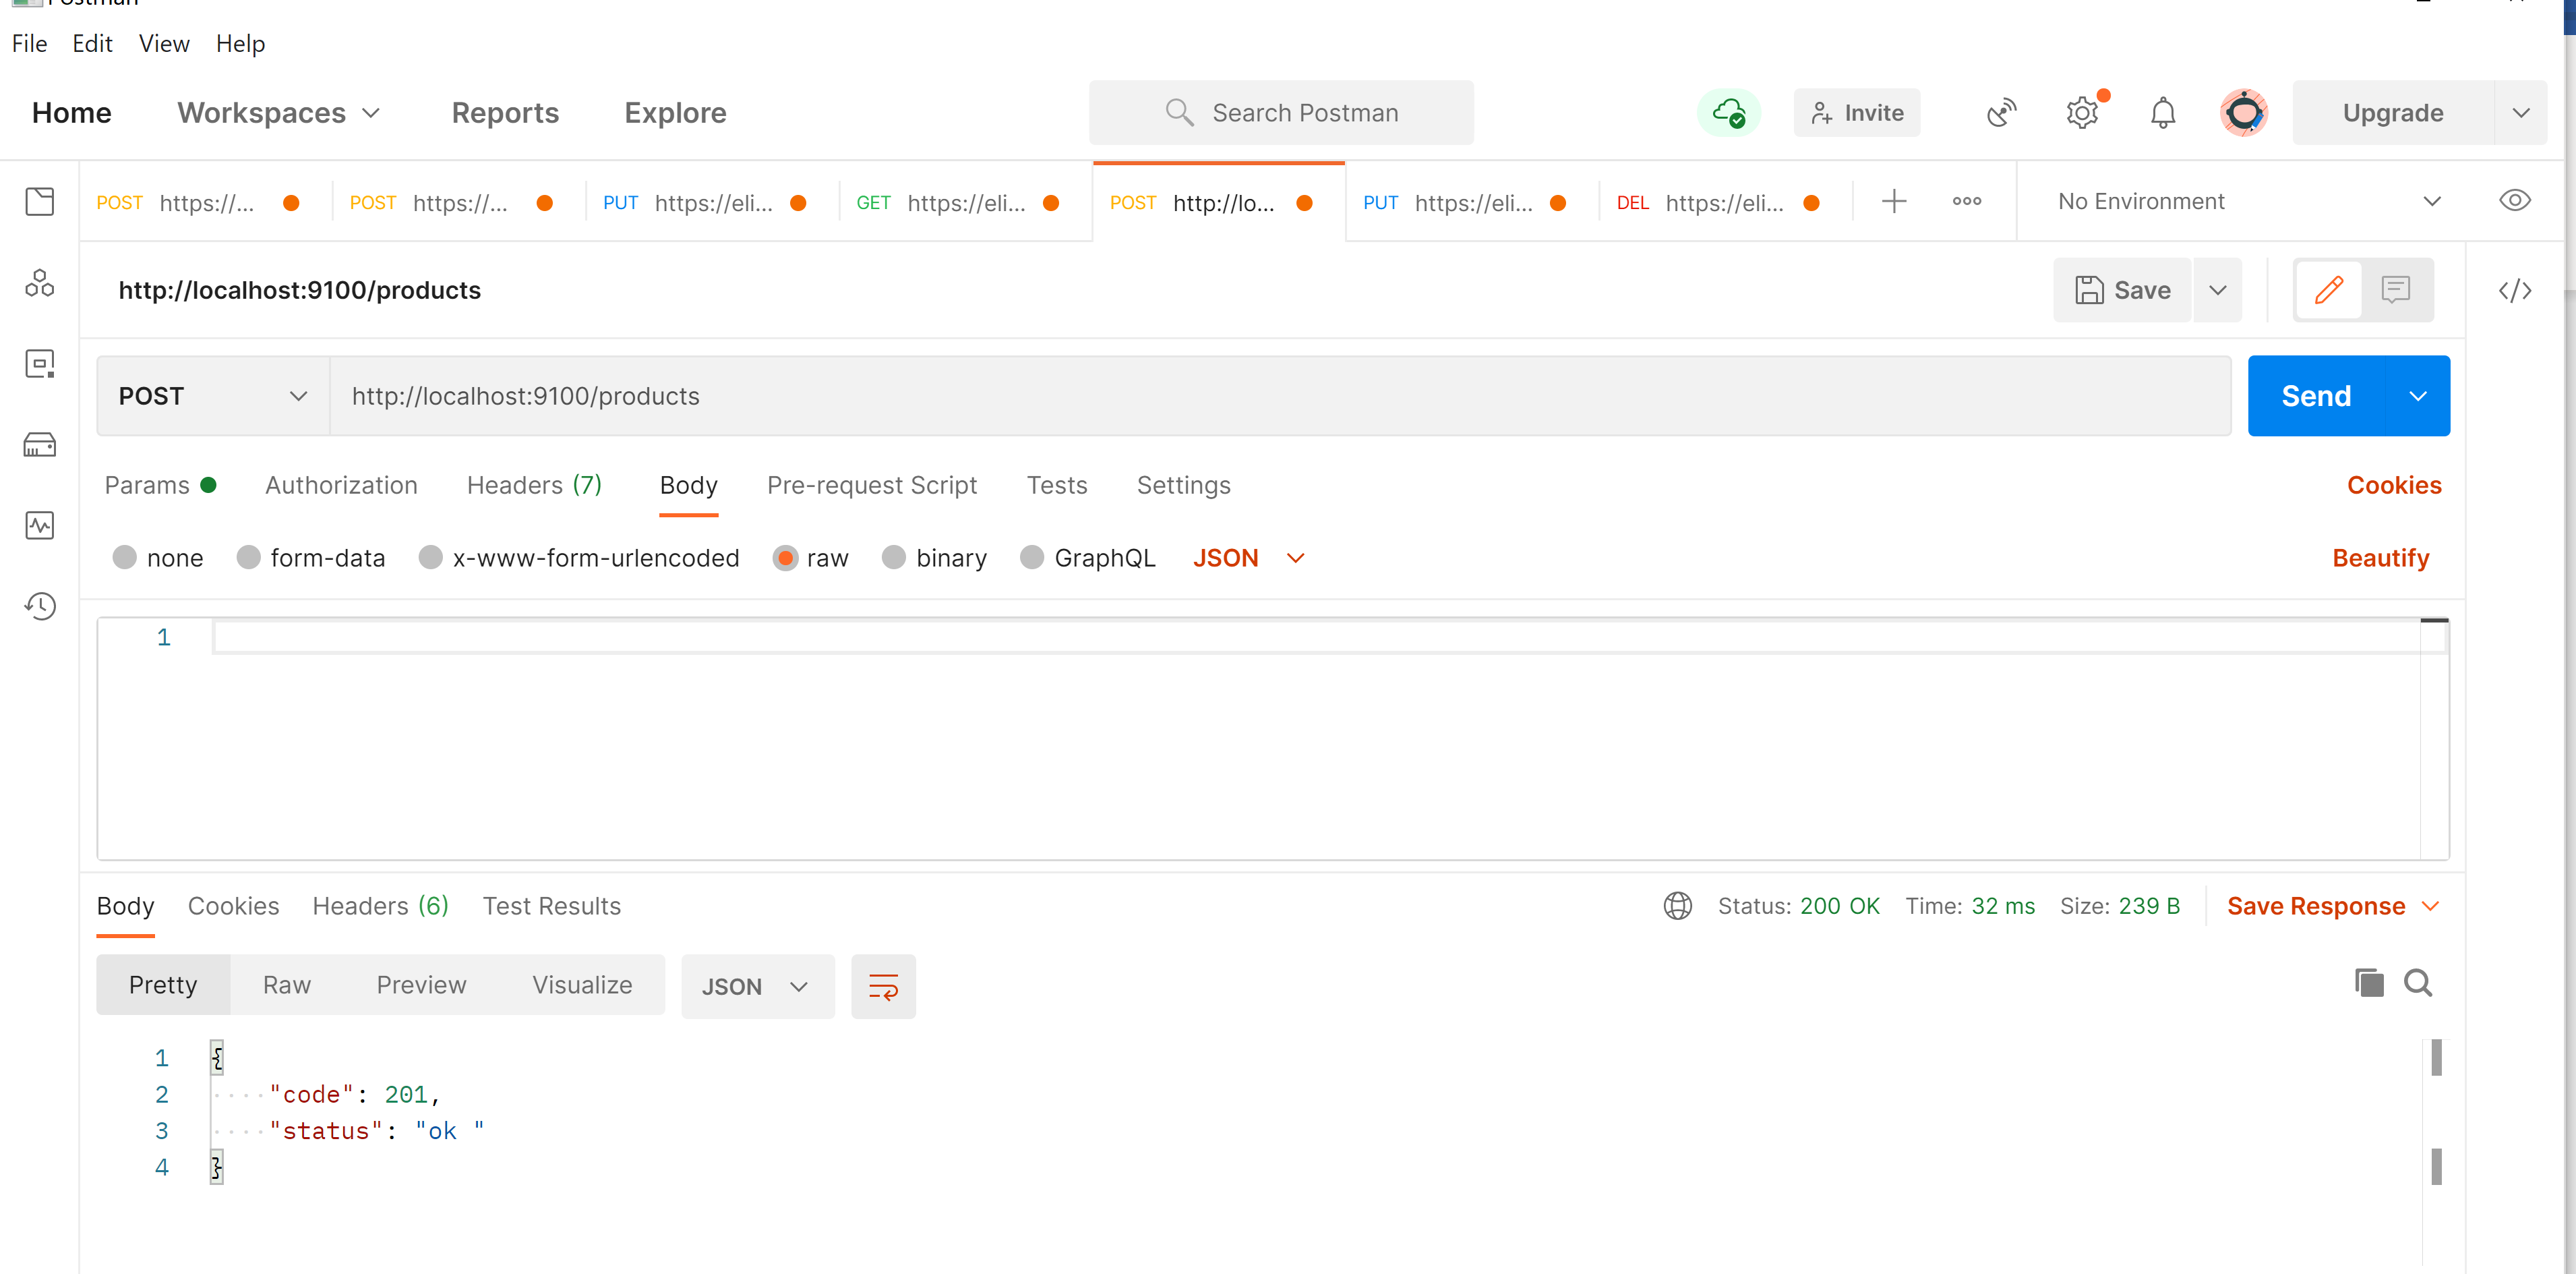 Postman
File Edit View Help
Home Workspaces Reports Explore Search Postman Invite Upgrade
POST https://... POST https://... PUT https://eli... GET https://eli... POST http://lo... PUT https://eli... DEL https://eli... No Environment
http://localhost:9100/products Save
POST http://localhost:9100/products Send
Params Authorization Headers (7) Body Pre-request Script Tests Settings Cookies
none form-data x-www-form-urlencoded raw binary GraphQL JSON Beautify
1
Body Cookies Headers (6) Test Results Status: 200 OK Time: 32 ms Size: 239 B Save Response
Pretty Raw Preview Visualize JSON
1 {
2 "code": 201,
3 "status": "ok "
4 }